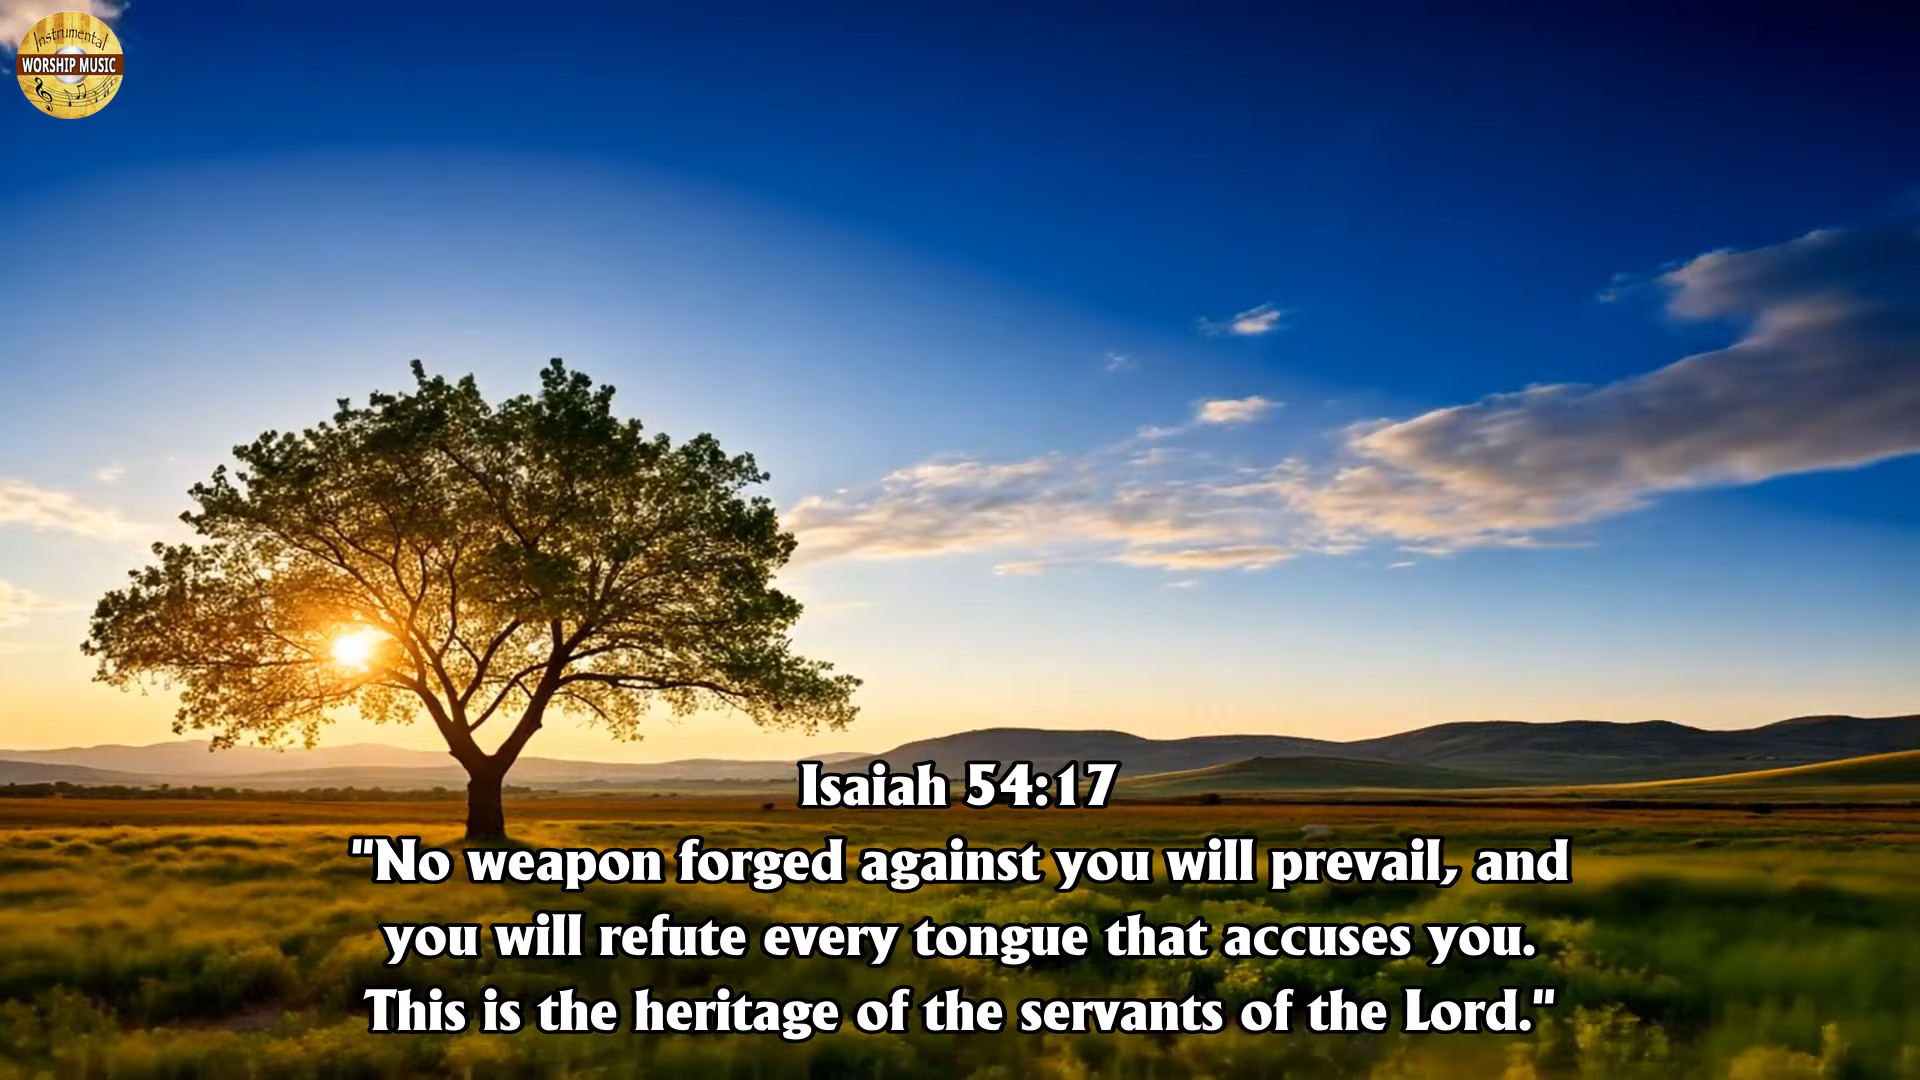 Instrumental
WORSHIP MUSIC
Isaiah 54:17
"No weapon forged against you will prevail, and
you will refute every tongue that accuses you.
This is the heritage of the servants of the Lord."